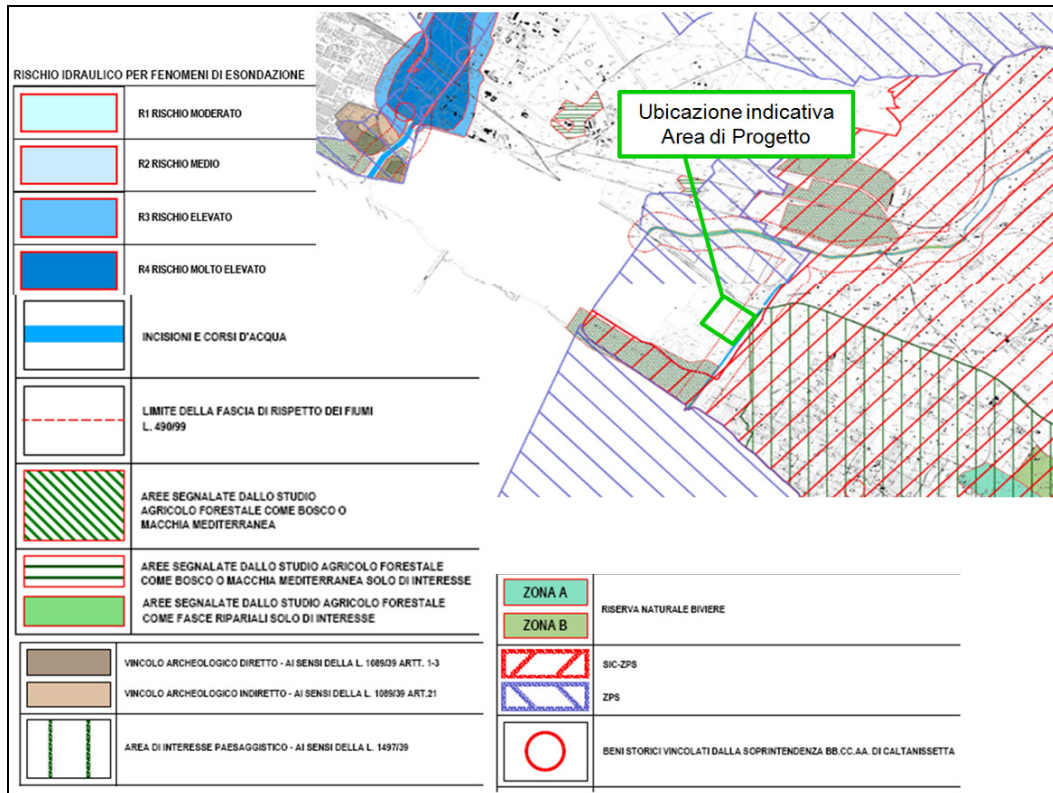 RISCHIO IDRAULICO PER FENOMENI DI ESONDAZIONE
R1 RISCHIO MODERATO
R2 RISCHIO MEDIO
R3 RISCHIO ELEVATO
R4 RISCHIO MOLTO ELEVATO
INCISIONI E CORSI D'ACQUA
LIMITE DELLA FASCIA DI RISPETTO DEI FIUMI
L. 490/99
AREE SEGNALATE DALLO STUDIO
AGRICOLO FORESTALE COME BOSCO O
MACCHIA MEDITERRANEA
AREE SEGNALATE DALLO STUDIO AGRICOLO FORESTALE
COME BOSCO O MACCHIA MEDITERRANEA SOLO DI INTERESSE
AREE SEGNALATE DALLO STUDIO AGRICOLO FORESTALE
COME FASCE RIPARIALI SOLO DI INTERESSE
VINCOLO ARCHEOLOGICO DIRETTO - AI SENSI DELLA L. 1089/39 ARTT. 1-3
VINCOLO ARCHEOLOGICO INDIRETTO - AI SENSI DELLA L. 1089/39 ART.21
AREA DI INTERESSE PAESAGGISTICO - AI SENSI DELLA L. 1497/39
Ubicazione indicativa
Area di Progetto
ZONA A
ZONA B
RISERVA NATURALE BIVIERE
SIC-ZPS
ZPS
BENI STORICI VINCOLATI DALLA SOPRINTENDENZA BB.CC.AA. DI CALTANISSETTA